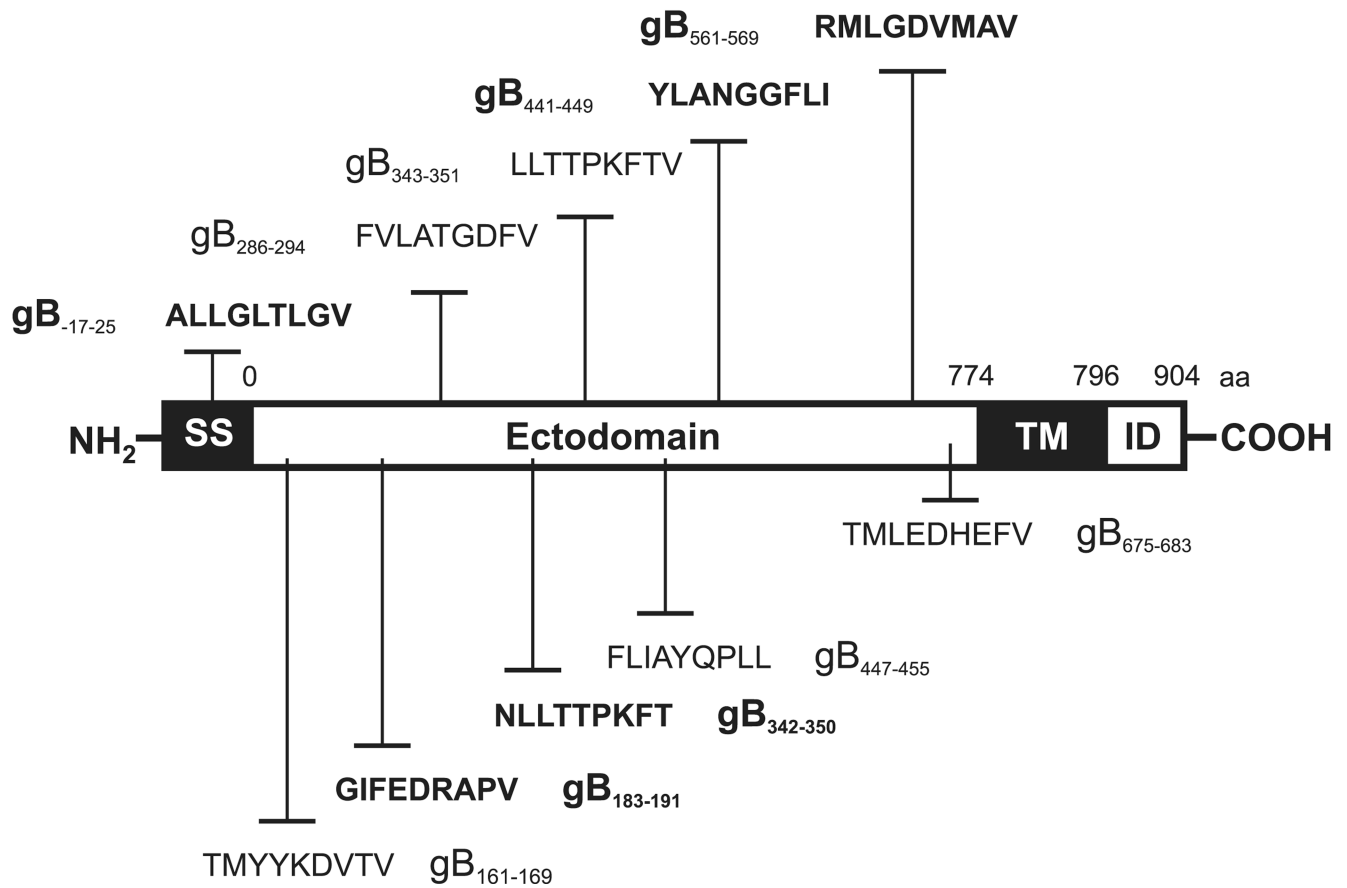 gB561-569 RMLGDVMAV
gB441-449 YLANGGFLI
gB343-351 LLTTPKFTV
gB286-294 FVLATGDFV
gB-17-25 ALLGLTLGV
0 774 796 904 aa
NH2 SS Ectodomain TM ID COOH
TMLEDHEFV gB675-683
FLIAYQPLL gB447-455
NLLTTPKFT gB342-350
GIFEDRAPV gB183-191
TMYYKDVTV gB161-169